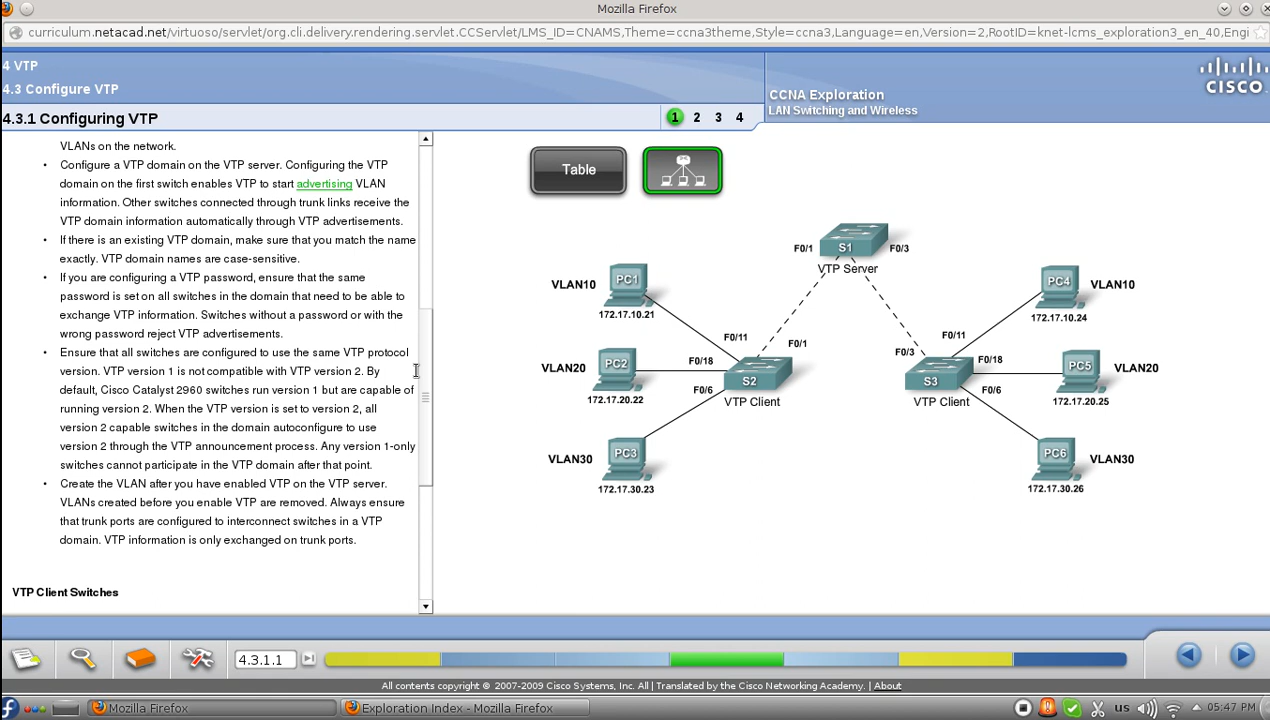 Mozilla Firefox
curriculum.netacad.net/virtuoso/servlet/org.cli.delivery.rendering.servlet.CCServlet/LMS_ID=CNAMS,Theme=ccna3theme,Style=ccna3,Language=en,Version=2,RootID=knet-lcms_exploration3_en_40,Engi
4 VTP
4.3 Configure VTP
CCNA Exploration
LAN Switching and Wireless
CISCO
4.3.1 Configuring VTP
1 2 3 4
VLANs on the network.
• Configure a VTP domain on the VTP server. Configuring the VTP
domain on the first switch enables VTP to start advertising VLAN
information. Other switches connected through trunk links receive the
VTP domain information automatically through VTP advertisements.
• If there is an existing VTP domain, make sure that you match the name
exactly. VTP domain names are case-sensitive.
• If you are configuring a VTP password, ensure that the same
password is set on all switches in the domain that need to be able to
exchange VTP information. Switches without a password or with the
wrong password reject VTP advertisements.
• Ensure that all switches are configured to use the same VTP protocol
version. VTP version 1 is not compatible with VTP version 2. By
default, Cisco Catalyst 2960 switches run version 1 but are capable of
running version 2. When the VTP version is set to version 2, all
version 2 capable switches in the domain autoconfigure to use
version 2 through the VTP announcement process. Any version 1-only
switches cannot participate in the VTP domain after that point.
• Create the VLAN after you have enabled VTP on the VTP server.
VLANs created before you enable VTP are removed. Always ensure
that trunk ports are configured to interconnect switches in a VTP
domain. VTP information is only exchanged on trunk ports.
VTP Client Switches
Table
F0/1 S1 F0/3
VTP Server
VLAN10 PC1
172.17.10.21
PC4 VLAN10
172.17.10.24
F0/11 F0/1
F0/11
VLAN20 PC2
172.17.20.22
F0/18
F0/3
F0/18
PC5 VLAN20
172.17.20.25
S2
VTP Client
S3
VTP Client
F0/6
F0/6
VLAN30 PC3
172.17.30.23
PC6 VLAN30
172.17.30.26
4.3.1.1
All contents copyright © 2007-2009 Cisco Systems, Inc. All | Translated by the Cisco Networking Academy. | About
Mozilla Firefox
Exploration Index - Mozilla Firefox
us
05:47 PM